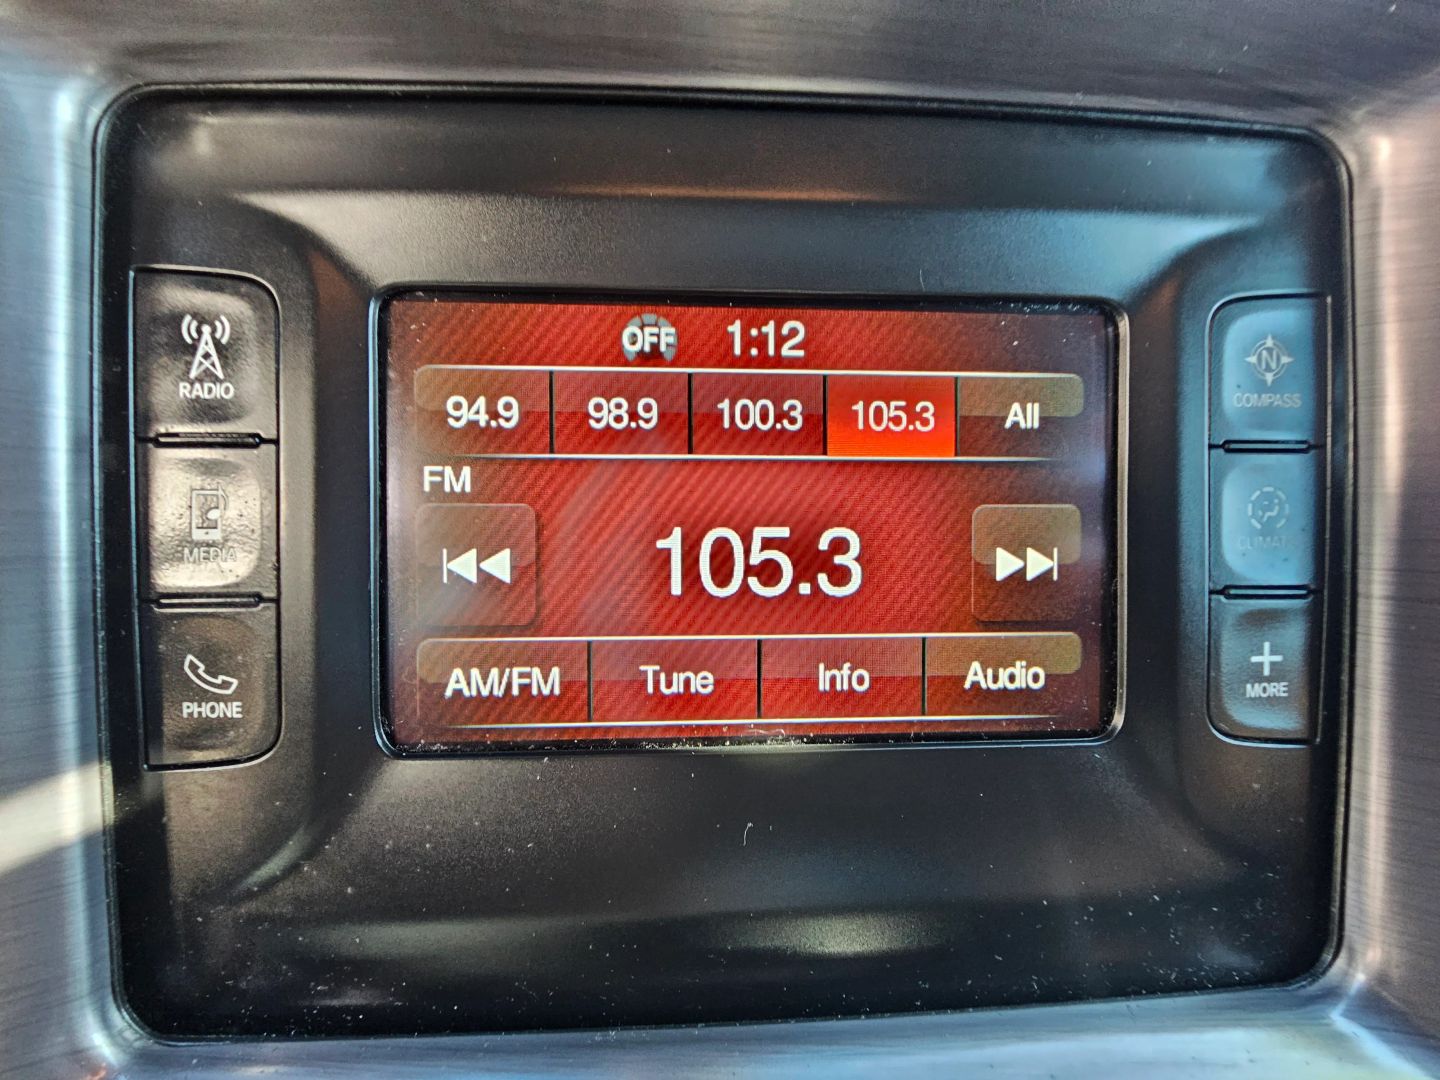 OFF 1:12
94.9 98.9 100.3 105.3 All
FM
105.3
AM/FM Tune Info Audio
RADIO
MEDIA
PHONE
N
COMPASS
CLIMATE
MORE